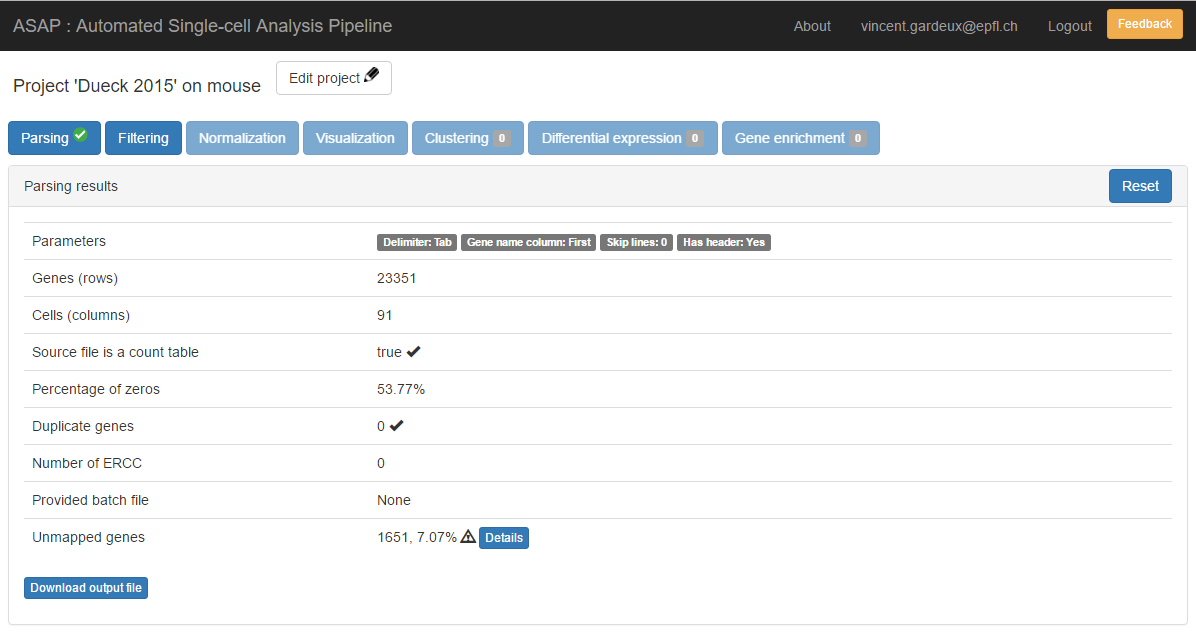 ASAP : Automated Single-cell Analysis Pipeline About vincent.gardeux@epfl.ch Logout Feedback
Project 'Dueck 2015' on mouse Edit project
Parsing Filtering Normalization Visualization Clustering 0 Differential expression 0 Gene enrichment 0
Parsing results Reset
Parameters Delimiter: Tab Gene name column: First Skip lines: 0 Has header: Yes
Genes (rows) 23351
Cells (columns) 91
Source file is a count table true
Percentage of zeros 53.77%
Duplicate genes 0
Number of ERCC 0
Provided batch file None
Unmapped genes 1651, 7.07% Details
Download output file